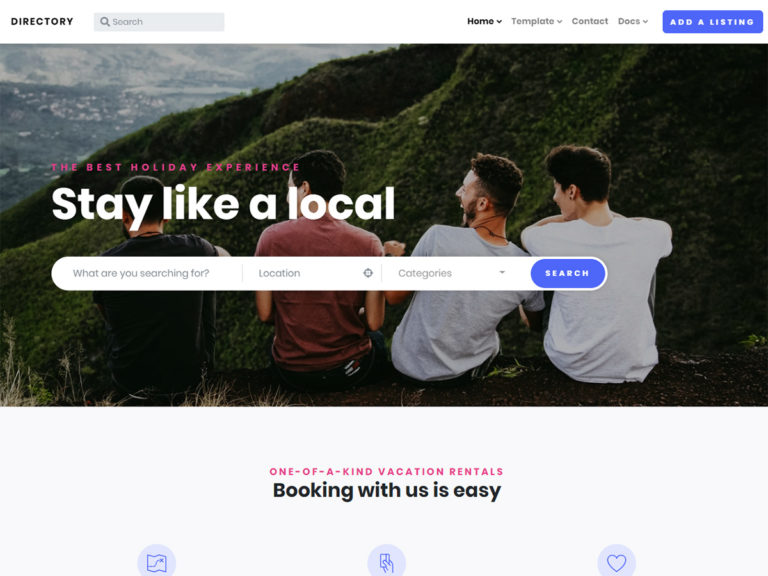 DIRECTORY
Search
Home
Template
Contact
Docs
ADD A LISTING
THE BEST HOLIDAY EXPERIENCE
Stay like a local
What are you searching for?
Location
Categories
SEARCH
ONE-OF-A-KIND VACATION RENTALS
Booking with us is easy